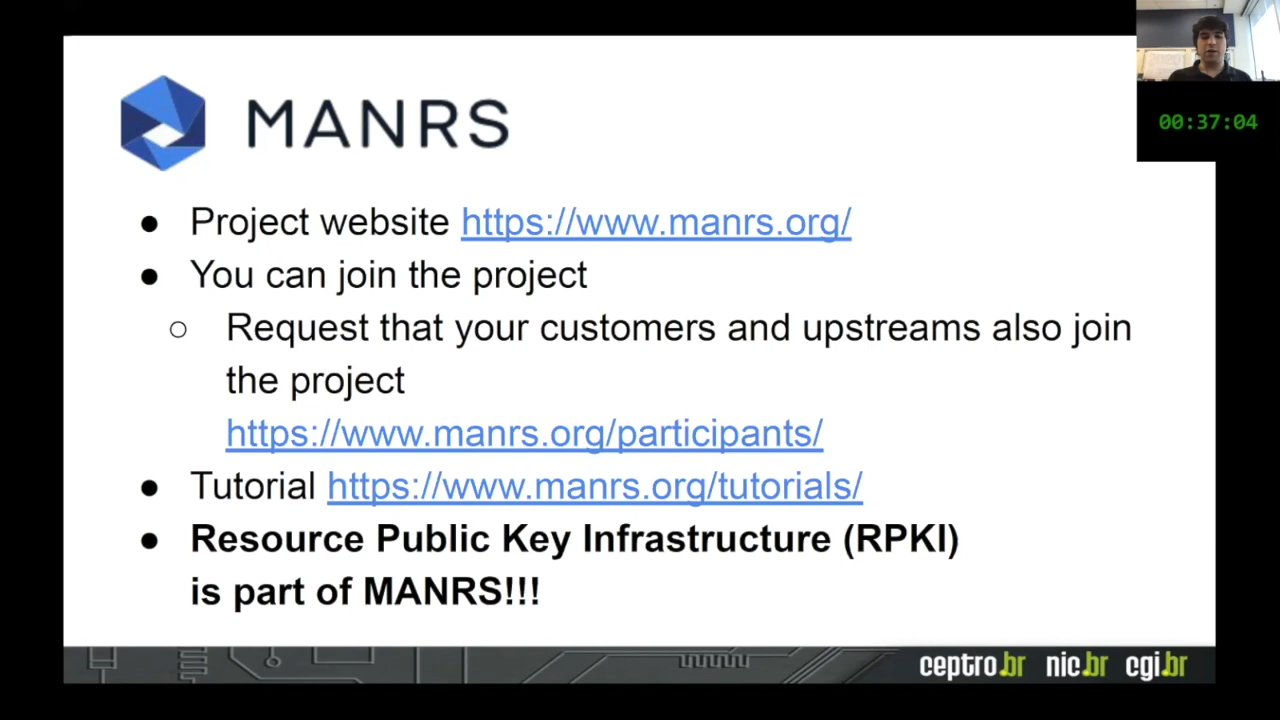 MANRS
00:37:04
● Project website https://www.manrs.org/
● You can join the project
○ Request that your customers and upstreams also join
the project
https://www.manrs.org/participants/
● Tutorial https://www.manrs.org/tutorials/
● Resource Public Key Infrastructure (RPKI)
is part of MANRS!!!
ceptro.br nic.br cgi.br